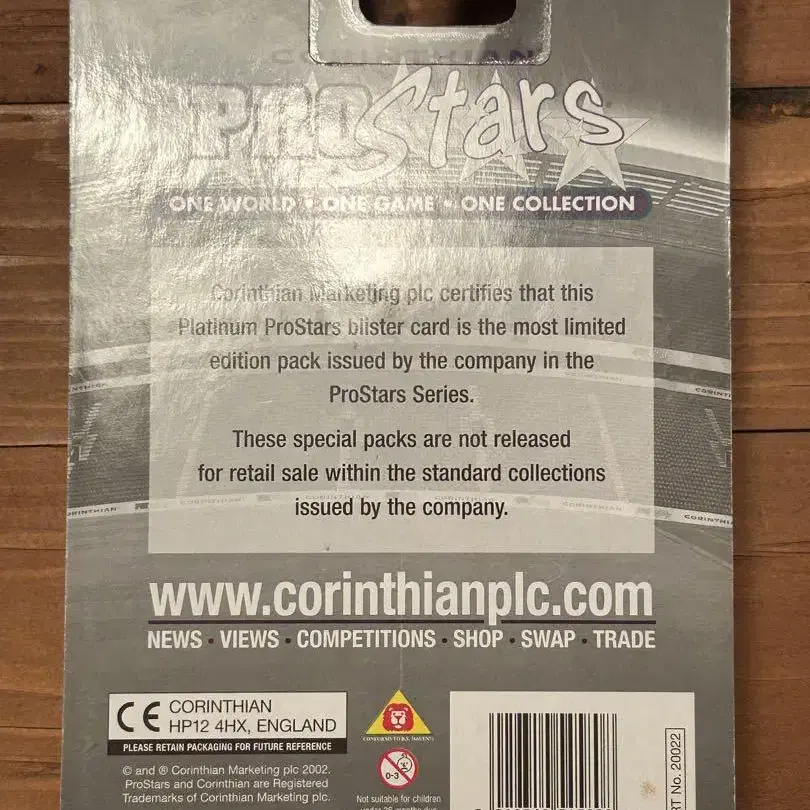 CORINTHIAN
PROStars
ONE WORLD • ONE GAME • ONE COLLECTION
Corinthian Marketing plc certifies that this
Platinum ProStars blister card is the most limited
edition pack issued by the company in the
ProStars Series.
These special packs are not released
for retail sale within the standard collections
issued by the company.
CORINTHIAN
CORINTHIAN
www.corinthianplc.com
NEWS • VIEWS • COMPETITIONS • SHOP • SWAP • TRADE
CE CORINTHIAN
HP12 4HX, ENGLAND
PLEASE RETAIN PACKAGING FOR FUTURE REFERENCE
© and ® Corinthian Marketing plc 2002.
ProStars and Corinthian are Registered
Trademarks of Corinthian Marketing plc.
0-3
Not suitable for children
No. 20022